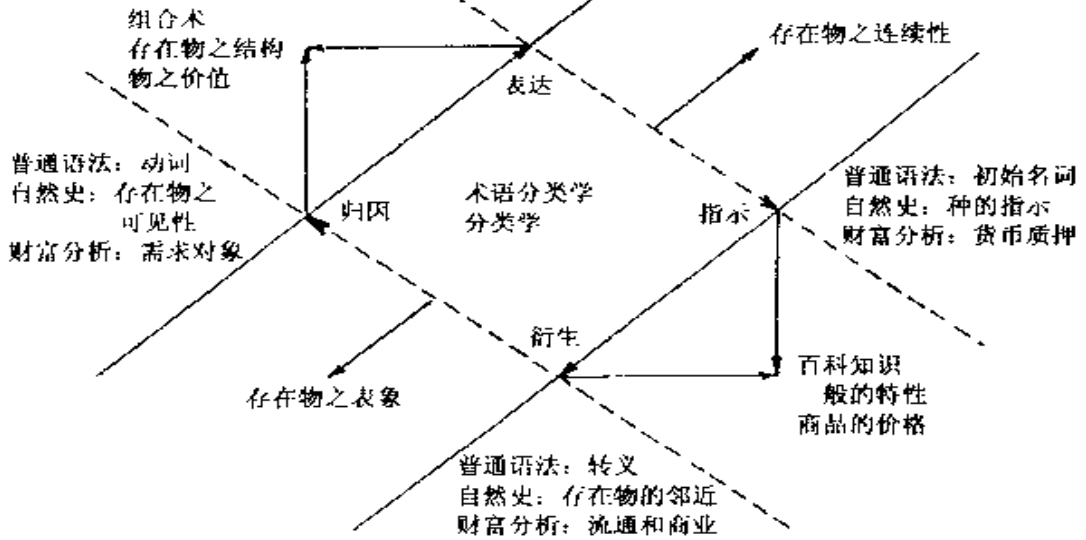 组合术
存在物之结构
物之价值
存在物之连续性
表达
普通语法：动词
自然史：存在物之
可见性
财富分析：需求对象
归因
术语分类学
分类学
指示
普通语法：初始名词
自然史：种的指示
财富分析：货币质押
衍生
存在物之表象
百科知识
般的特性
商品的价格
普通语法：转义
自然史：存在物的邻近
财富分析：流通和商业